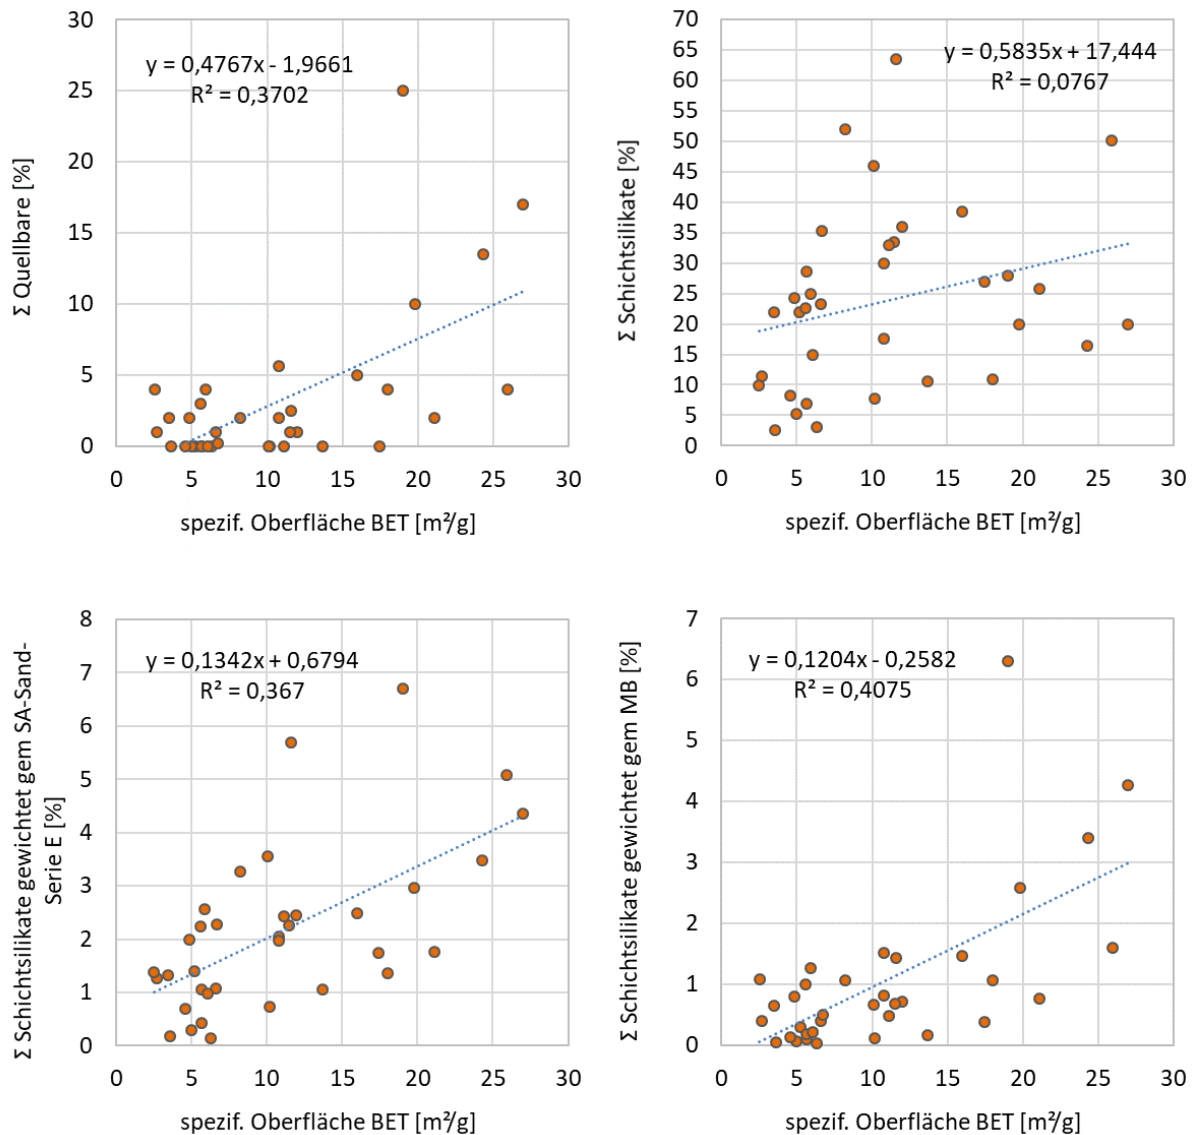 Σ Quellbare [%]
30
25
20
15
10
5
0
y = 0,4767x - 1,9661
R² = 0,3702
0 5 10 15 20 25 30
spezif. Oberfläche BET [m²/g]
Σ Schichtsilikate [%]
70
65
60
55
50
45
40
35
30
25
20
15
10
5
0
y = 0,5835x + 17,444
R² = 0,0767
0 5 10 15 20 25 30
spezif. Oberfläche BET [m²/g]
Σ Schichtsilikate gewichtet gem SA-Sand-
Serie E [%]
8
7
6
5
4
3
2
1
0
y = 0,1342x + 0,6794
R² = 0,367
0 5 10 15 20 25 30
spezif. Oberfläche BET [m²/g]
Σ Schichtsilikate gewichtet gem MB [%]
7
6
5
4
3
2
1
0
y = 0,1204x - 0,2582
R² = 0,4075
0 5 10 15 20 25 30
spezif. Oberfläche BET [m²/g]